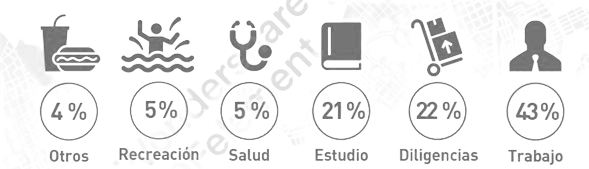 4% 5% 5% 21% 22% 43%
Otros Recreación Salud Estudio Diligencias Trabajo